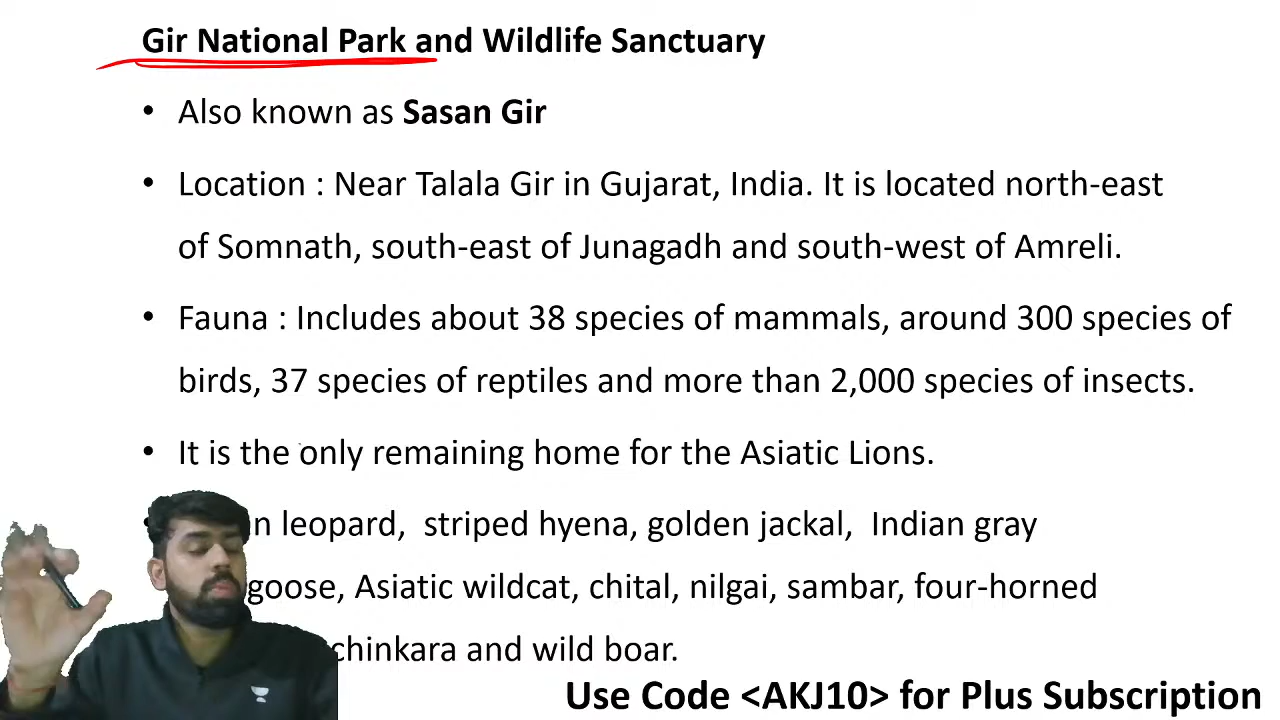 Gir National Park and Wildlife Sanctuary
• Also known as Sasan Gir
• Location : Near Talala Gir in Gujarat, India. It is located north-east
of Somnath, south-east of Junagadh and south-west of Amreli.
• Fauna : Includes about 38 species of mammals, around 300 species of
birds, 37 species of reptiles and more than 2,000 species of insects.
• It is the only remaining home for the Asiatic Lions.
leopard, striped hyena, golden jackal, Indian gray
goose, Asiatic wildcat, chital, nilgai, sambar, four-horned
chinkara and wild boar.
Use Code <AKJ10> for Plus Subscription